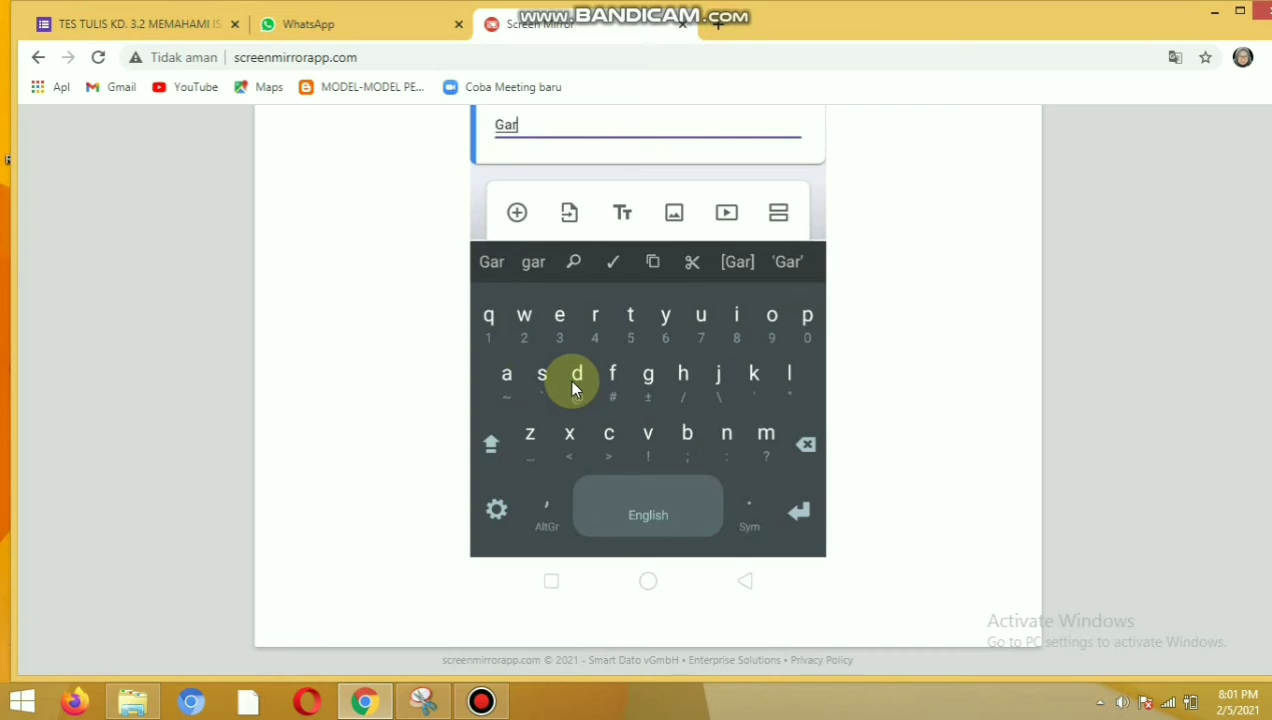 www.BANDICAM.com
TES TULIS KD. 3.2 MEMAHAMI IS
WhatsApp
Screen Mirror
Tidak aman
screenmirrorapp.com
Apl
Gmail
YouTube
Maps
MODEL-MODEL PE...
Coba Meeting baru
Gar
Tт
Gar gar [Gar] 'Gar'
q w e r t y u i o p
1 2 3 4 5 6 7 8 9 0
a s d f g h j k l
~ ` @ # ± / \ ' "
z x c v b n m
... < > ! ; : ?
, .
English
AltGr Sym
Activate Windows
Go to PC settings to activate Windows.
screenmirrorapp.com © 2021 - Smart Dato vGmbH • Enterprise Solutions • Privacy Policy
8:01 PM
2/5/2021